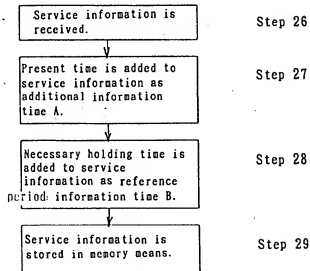 Service information is
received.
Step 26
Present time is added to
service information as
additional information
time A.
Step 27
Necessary holding time is
added to service
information as reference
period: information time B.
Step 28
Service information is
stored in memory means.
Step 29